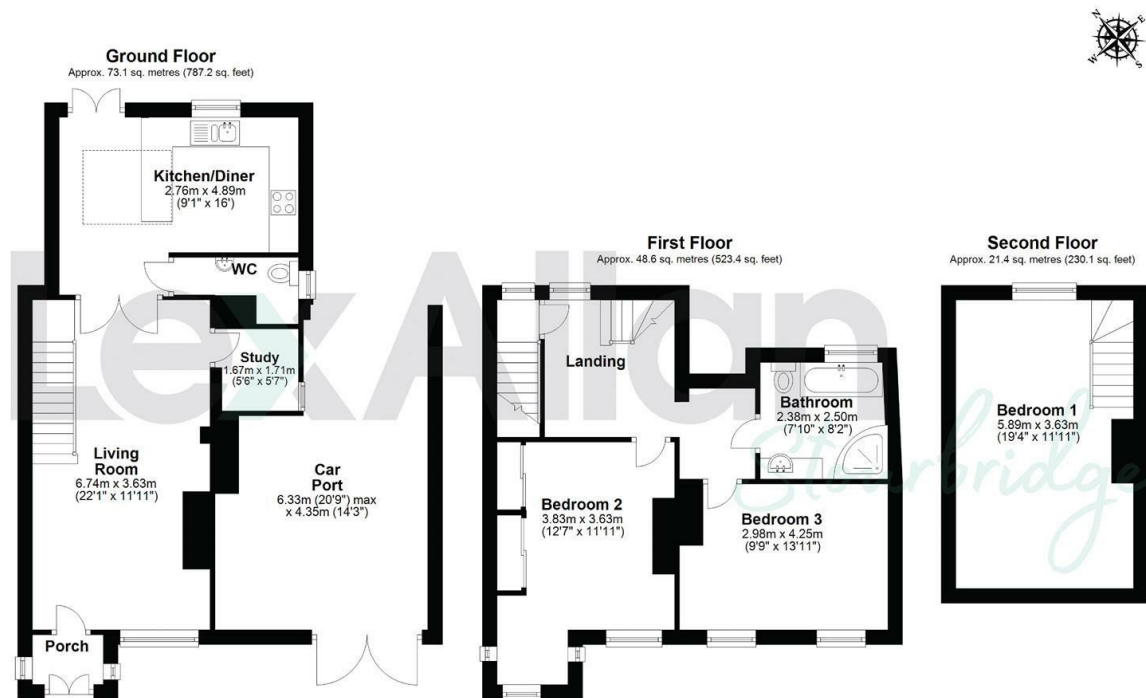 N
E
W
S
Ground Floor
Approx. 73.1 sq. metres (787.2 sq. feet)
Kitchen/Diner
2.76m x 4.89m
(9'1" x 16')
WC
Study
1.67m x 1.71m
(5'6" x 5'7")
Living
Room
6.74m x 3.63m
(22'1" x 11'11")
Car
Port
6.33m (20'9") max
x 4.35m (14'3")
Porch
First Floor
Approx. 48.6 sq. metres (523.4 sq. feet)
Landing
Bathroom
2.38m x 2.50m
(7'10" x 8'2")
Bedroom 2
3.83m x 3.63m
(12'7" x 11'11")
Bedroom 3
2.98m x 4.25m
(9'9" x 13'11")
Second Floor
Approx. 21.4 sq. metres (230.1 sq. feet)
Bedroom 1
5.89m x 3.63m
(19'4" x 11'11")
LexAllan
Stourbridge